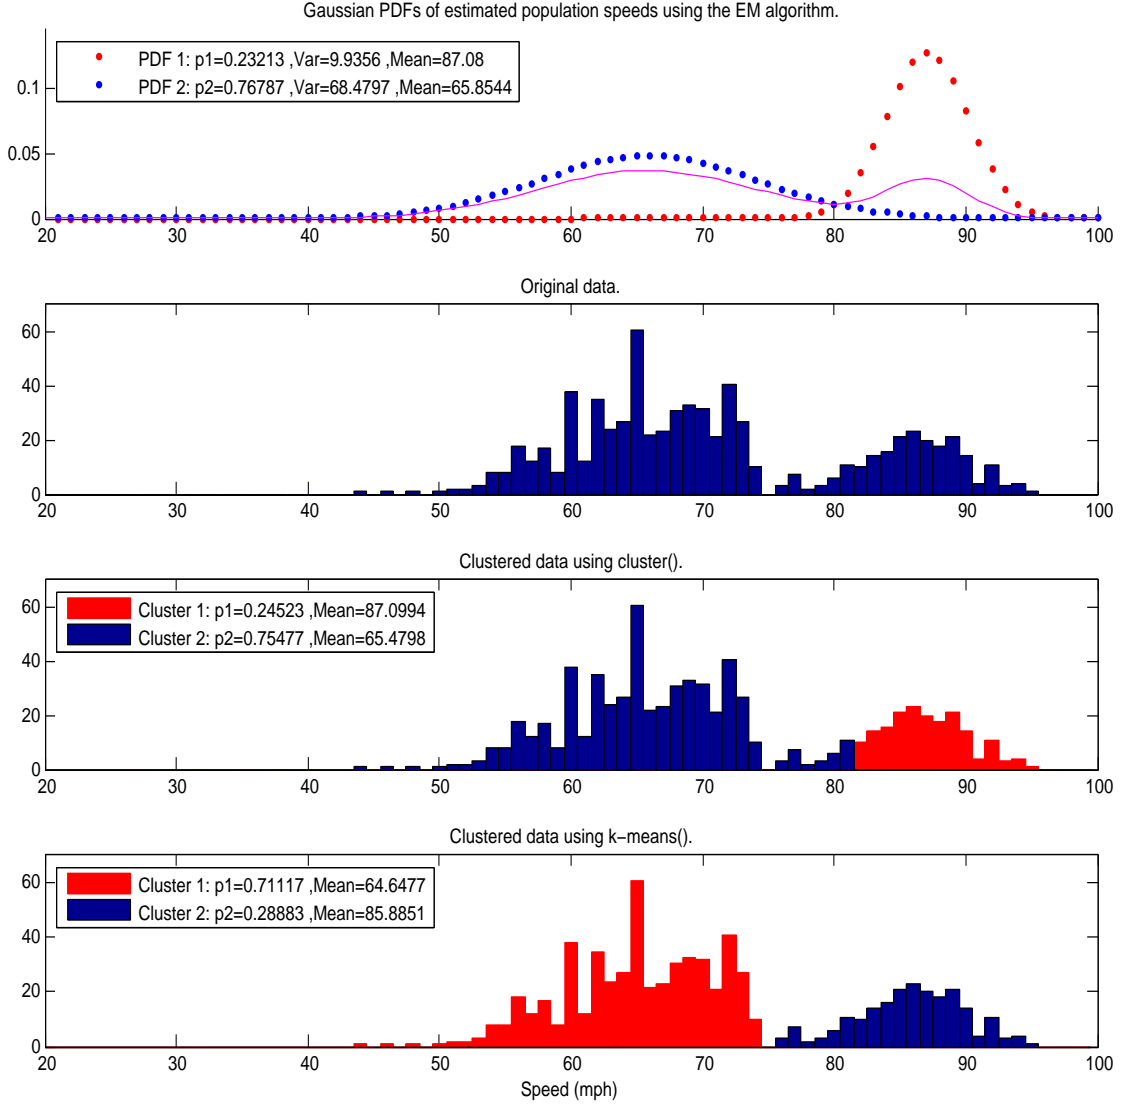 Gaussian PDFs of estimated population speeds using the EM algorithm.
PDF 1: p1=0.23213 ,Var=9.9356 ,Mean=87.08
PDF 2: p2=0.76787 ,Var=68.4797 ,Mean=65.8544
0.1
0.05
0
20 30 40 50 60 70 80 90 100
Original data.
60
40
20
0
20 30 40 50 60 70 80 90 100
Clustered data using cluster().
Cluster 1: p1=0.24523 ,Mean=87.0994
Cluster 2: p2=0.75477 ,Mean=65.4798
60
40
20
0
20 30 40 50 60 70 80 90 100
Clustered data using k−means().
Cluster 1: p1=0.71117 ,Mean=64.6477
Cluster 2: p2=0.28883 ,Mean=85.8851
60
40
20
0
20 30 40 50 60 70 80 90 100
Speed (mph)